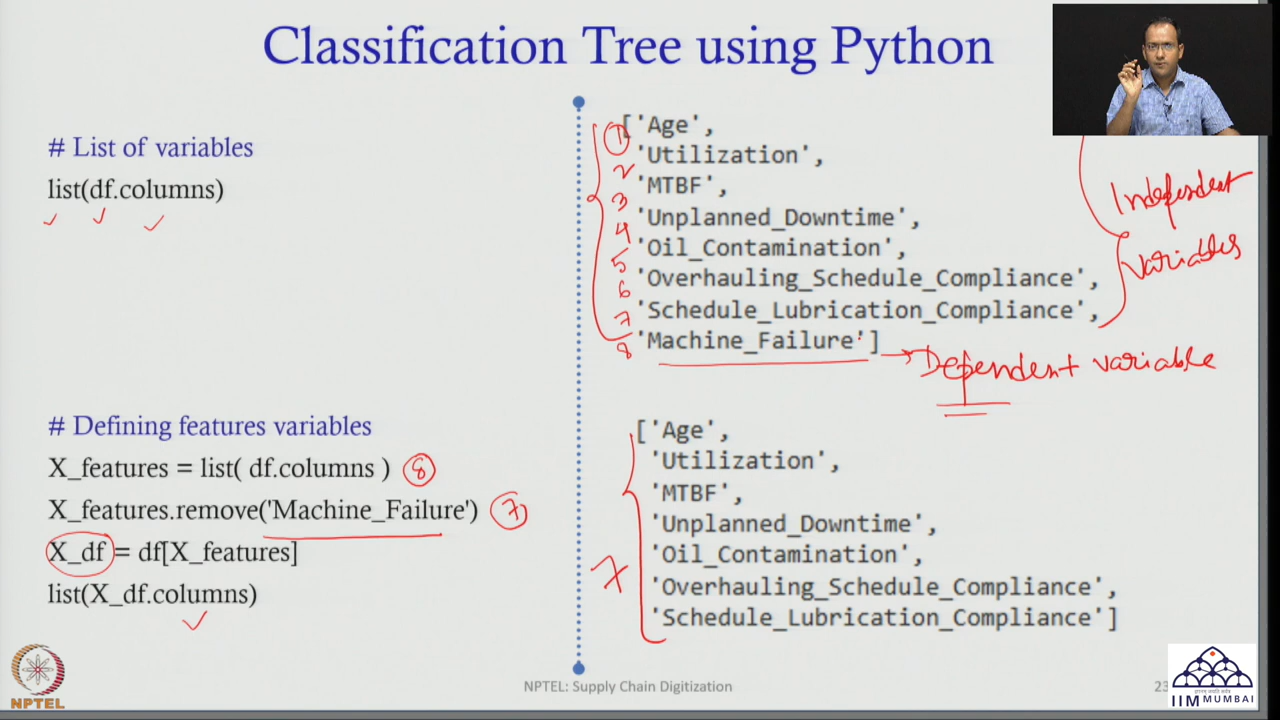 Classification Tree using Python
# List of variables
list(df.columns)
['Age',
'Utilization',
'MTBF',
'Unplanned_Downtime',
'Oil_Contamination',
'Overhauling_Schedule_Compliance',
'Schedule_Lubrication_Compliance',
'Machine_Failure']
1
2
3
4
5
6
7
8
Independent
variables
Dependent variable
# Defining features variables
X_features = list( df.columns ) 8
X_features.remove('Machine_Failure') 7
X_df = df[X_features]
list(X_df.columns)
7
['Age',
'Utilization',
'MTBF',
'Unplanned_Downtime',
'Oil_Contamination',
'Overhauling_Schedule_Compliance',
'Schedule_Lubrication_Compliance']
NPTEL
NPTEL: Supply Chain Digitization
23
IIM MUMBAI